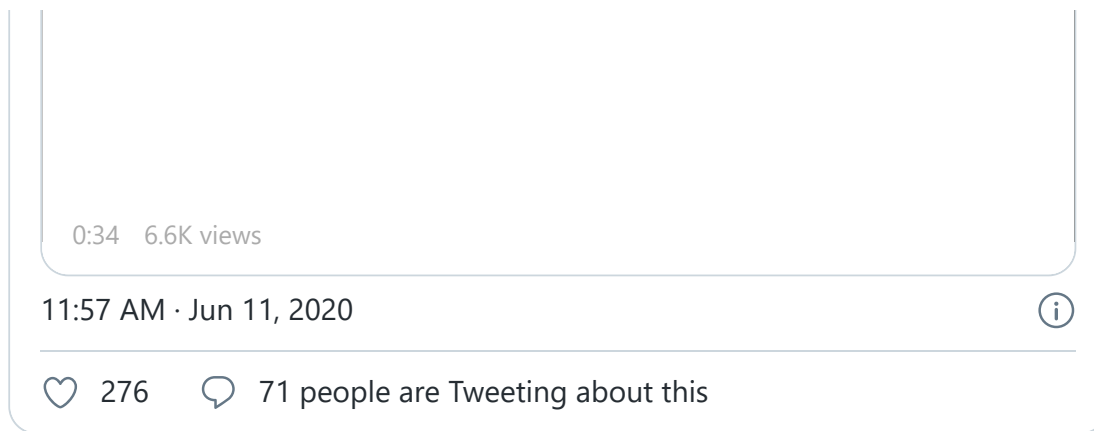 0:34 6.6K views
11:57 AM · Jun 11, 2020
276 71 people are Tweeting about this